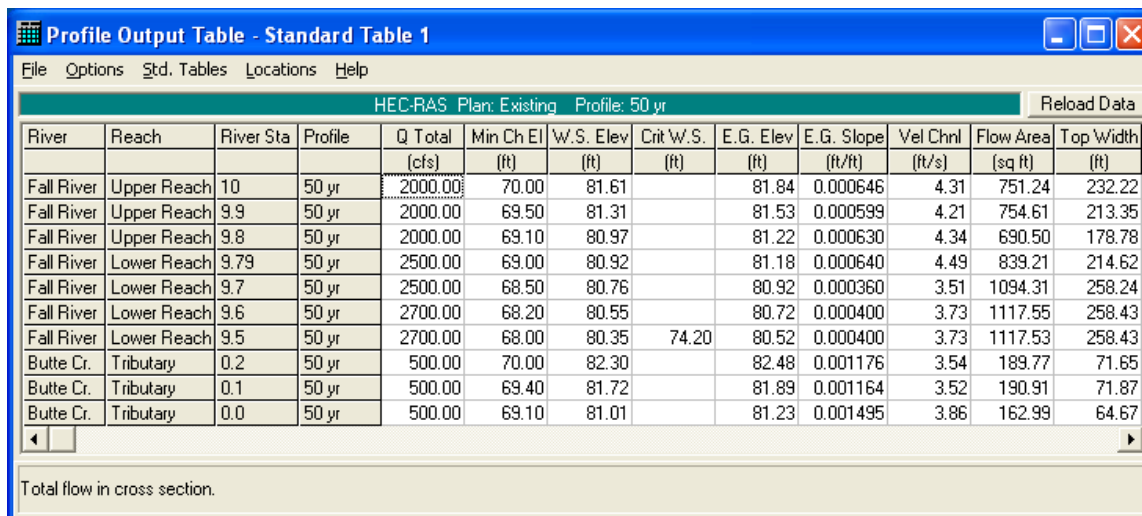 Profile Output Table - Standard Table 1
File Options Std. Tables Locations Help
HEC-RAS Plan: Existing Profile: 50 yr Reload Data
River Reach River Sta Profile Q Total Min Ch El W.S. Elev Crit W.S. E.G. Elev E.G. Slope Vel Chnl Flow Area Top Width
(cfs) (ft) (ft) (ft) (ft) (ft/ft) (ft/s) (sq ft) (ft)
Fall River Upper Reach 10 50 yr 2000.00 70.00 81.61 81.84 0.000646 4.31 751.24 232.22
Fall River Upper Reach 9.9 50 yr 2000.00 69.50 81.31 81.53 0.000599 4.21 754.61 213.35
Fall River Upper Reach 9.8 50 yr 2000.00 69.10 80.97 81.22 0.000630 4.34 690.50 178.78
Fall River Lower Reach 9.79 50 yr 2500.00 69.00 80.92 81.18 0.000640 4.49 839.21 214.62
Fall River Lower Reach 9.7 50 yr 2500.00 68.50 80.76 80.92 0.000360 3.51 1094.31 258.24
Fall River Lower Reach 9.6 50 yr 2700.00 68.20 80.55 80.72 0.000400 3.73 1117.55 258.43
Fall River Lower Reach 9.5 50 yr 2700.00 68.00 80.35 74.20 80.52 0.000400 3.73 1117.53 258.43
Butte Cr. Tributary 0.2 50 yr 500.00 70.00 82.30 82.48 0.001176 3.54 189.77 71.65
Butte Cr. Tributary 0.1 50 yr 500.00 69.40 81.72 81.89 0.001164 3.52 190.91 71.87
Butte Cr. Tributary 0.0 50 yr 500.00 69.10 81.01 81.23 0.001495 3.86 162.99 64.67
Total flow in cross section.